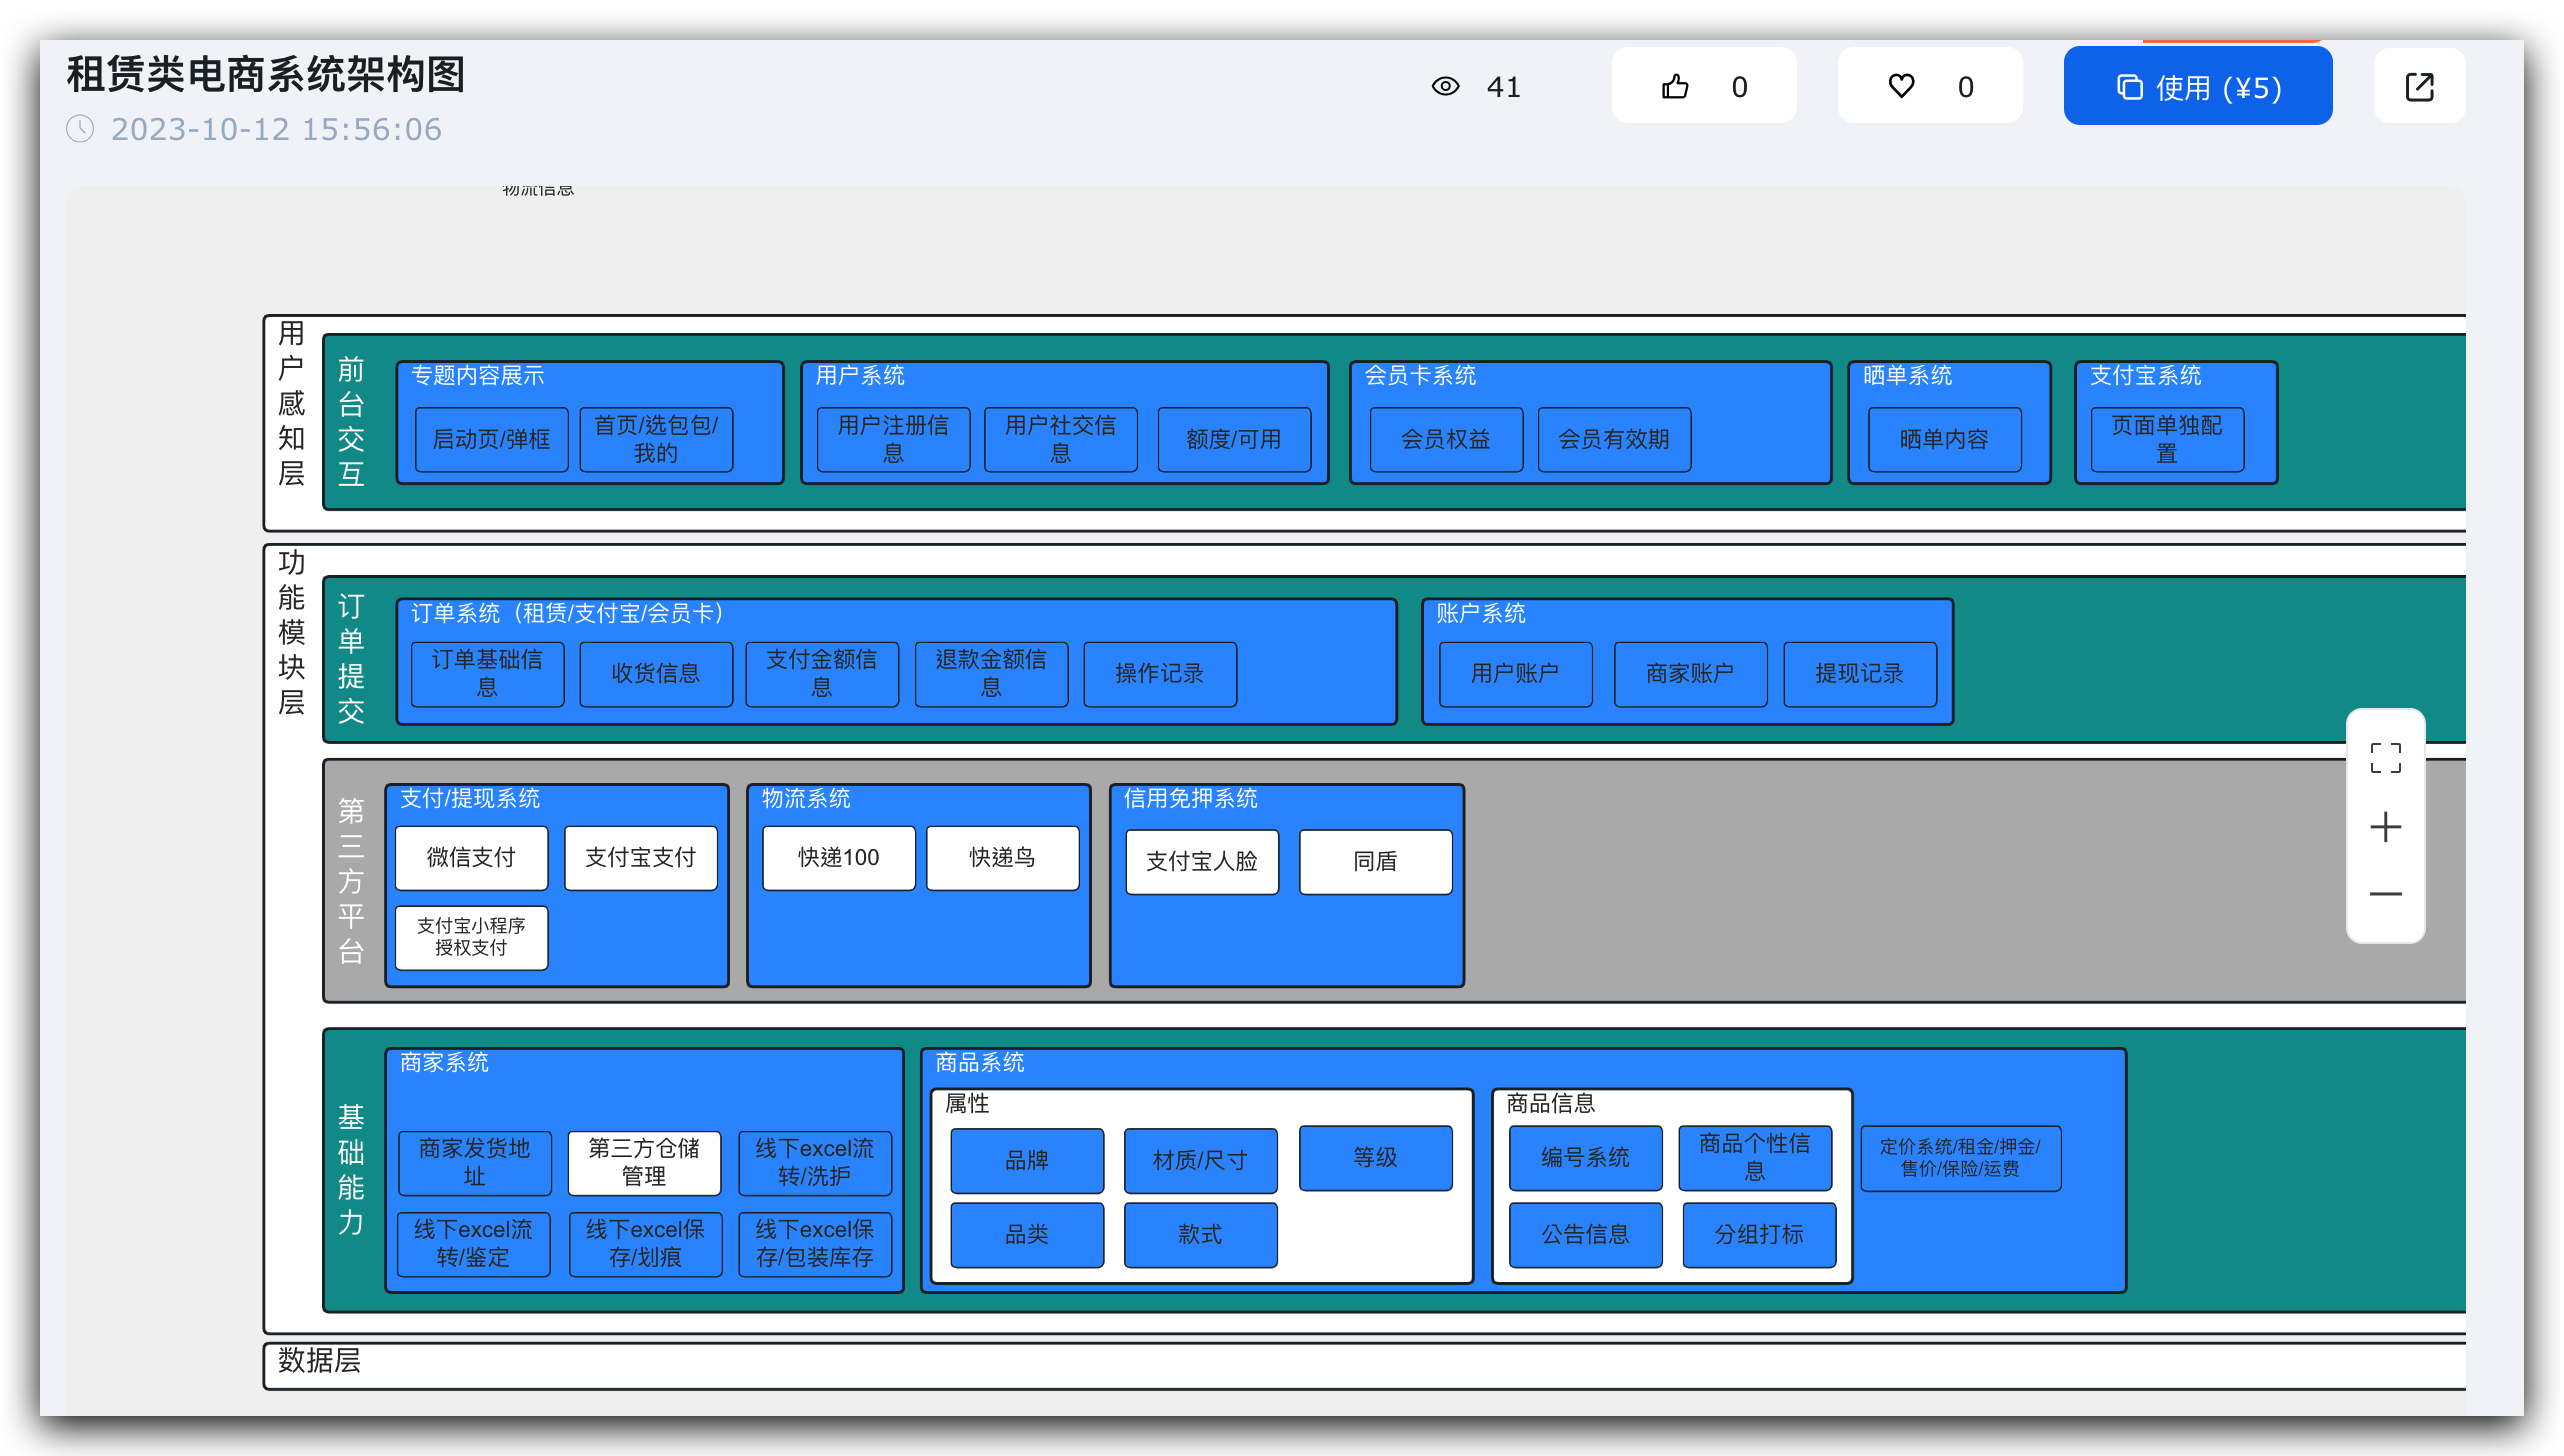 租赁类电商系统架构图
41
0
0
使用 (¥5)
2023-10-12 15:56:06
物流信息
用户感知层
前台交互
专题内容展示
启动页/弹框
首页/选包包/
我的
用户系统
用户注册信
息
用户社交信
息
额度/可用
会员卡系统
会员权益
会员有效期
晒单系统
晒单内容
支付宝系统
页面单独配
置
功能模块层
订单提交
订单系统（租赁/支付宝/会员卡）
订单基础信
息
收货信息
支付金额信
息
退款金额信
息
操作记录
账户系统
用户账户
商家账户
提现记录
第三方平台
支付/提现系统
微信支付
支付宝支付
支付宝小程序
授权支付
物流系统
快递100
快递鸟
信用免押系统
支付宝人脸
同盾
基础能力
商家系统
商家发货地
址
第三方仓储
管理
线下excel流
转/洗护
线下excel流
转/鉴定
线下excel保
存/划痕
线下excel保
存/包装库存
商品系统
属性
品牌
材质/尺寸
等级
品类
款式
商品信息
编号系统
商品个性信
息
公告信息
分组打标
定价系统/租金/押金/
售价/保险/运费
数据层